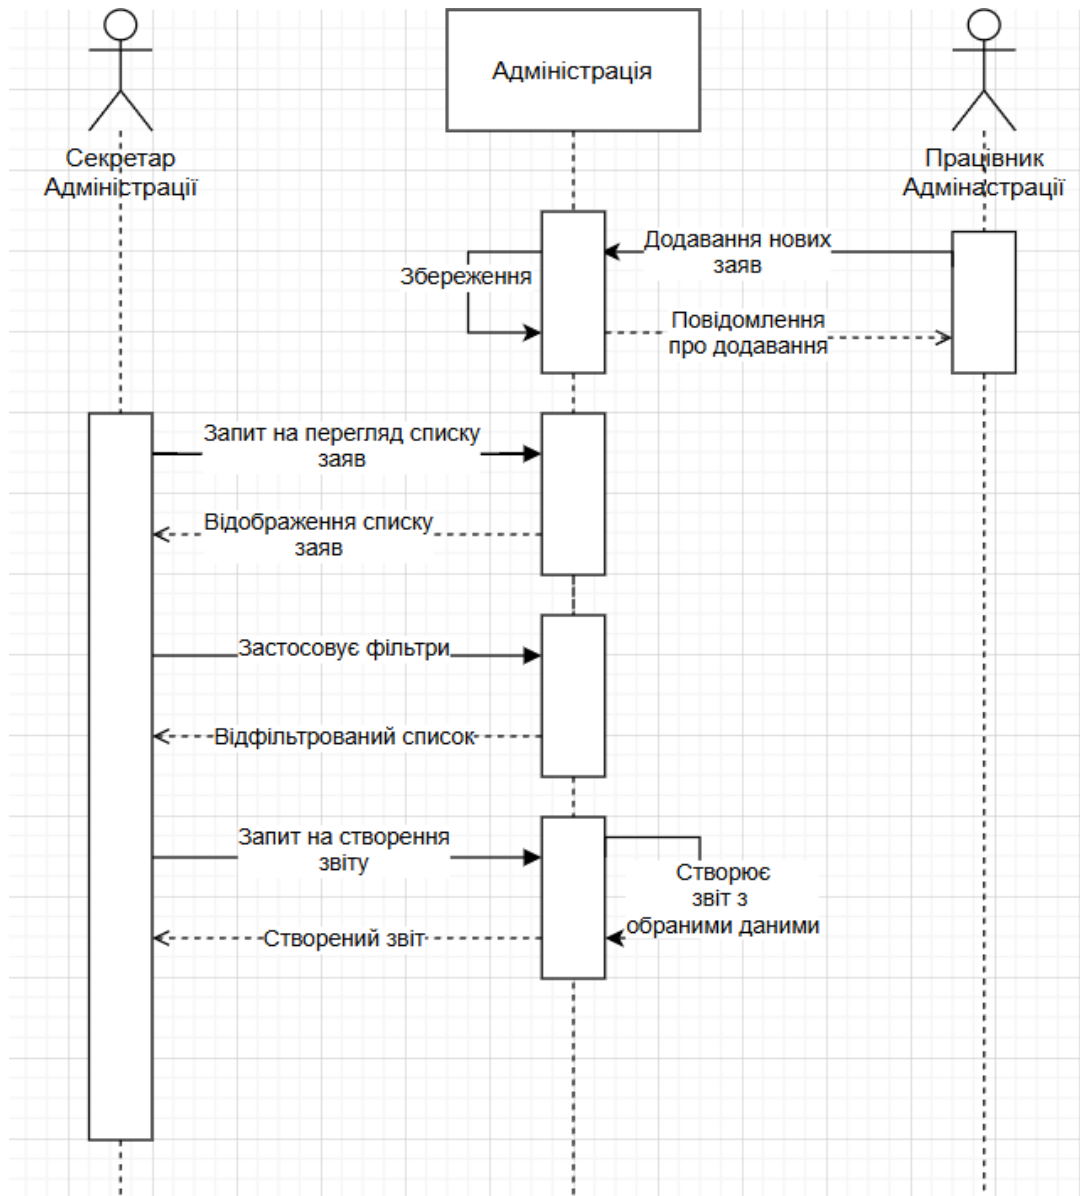 Адміністрація
Секретар
Адміністрації
Працівник
Адмінастрації
Додавання нових
заяв
Збереження
Повідомлення
про додавання
Запит на перегляд списку
заяв
Відображення списку
заяв
Застосовує фільтри
Відфільтрований список
Запит на створення
звіту
Створює
звіт з
обраними даними
Створений звіт